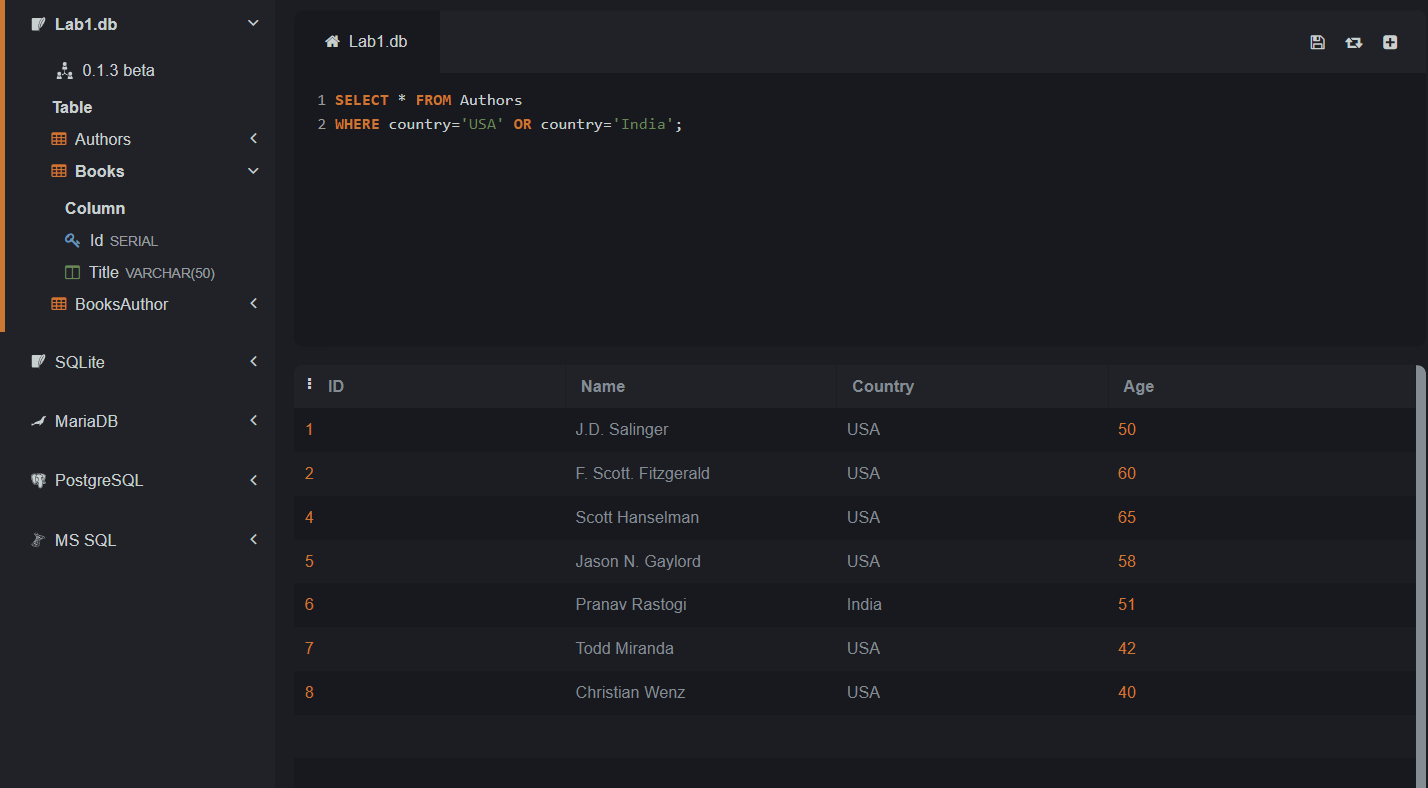 Lab1.db
0.1.3 beta
Table
Authors
Books
Column
Id SERIAL
Title VARCHAR(50)
BooksAuthor
SQLite
MariaDB
PostgreSQL
MS SQL
Lab1.db
1 SELECT * FROM Authors
2 WHERE country='USA' OR country='India';
ID Name Country Age
1 J.D. Salinger USA 50
2 F. Scott. Fitzgerald USA 60
4 Scott Hanselman USA 65
5 Jason N. Gaylord USA 58
6 Pranav Rastogi India 51
7 Todd Miranda USA 42
8 Christian Wenz USA 40